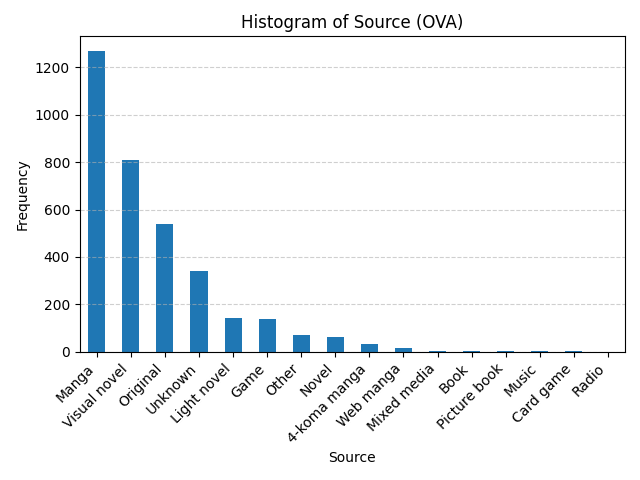 Histogram of Source (OVA)
1200
1000
800
600
400
200
0
Frequency
Manga
Visual novel
Original
Unknown
Light novel
Game
Other
Novel
4-koma manga
Web manga
Mixed media
Book
Picture book
Music
Card game
Radio
Source